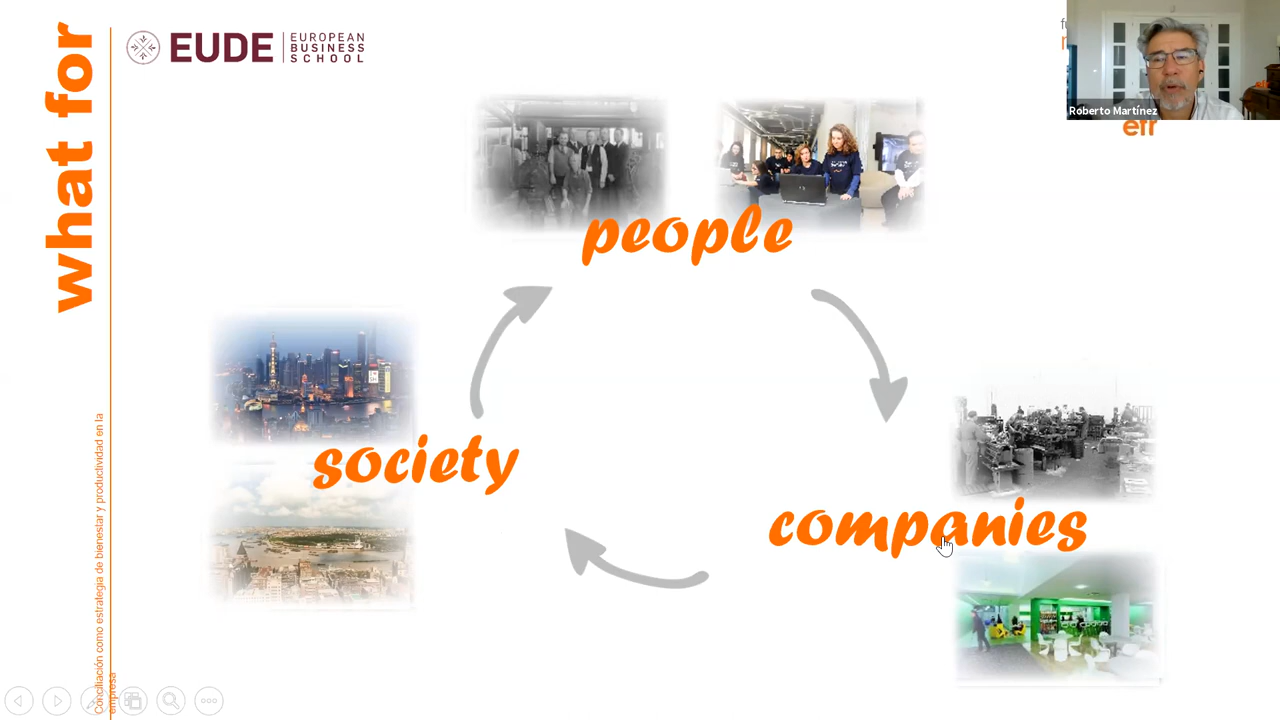 what for
EUDE
EUROPEAN
BUSINESS
SCHOOL
Roberto Martínez
efr
people
society
companies
Conciliación como estrategia de bienestar y productividad en la
empresa